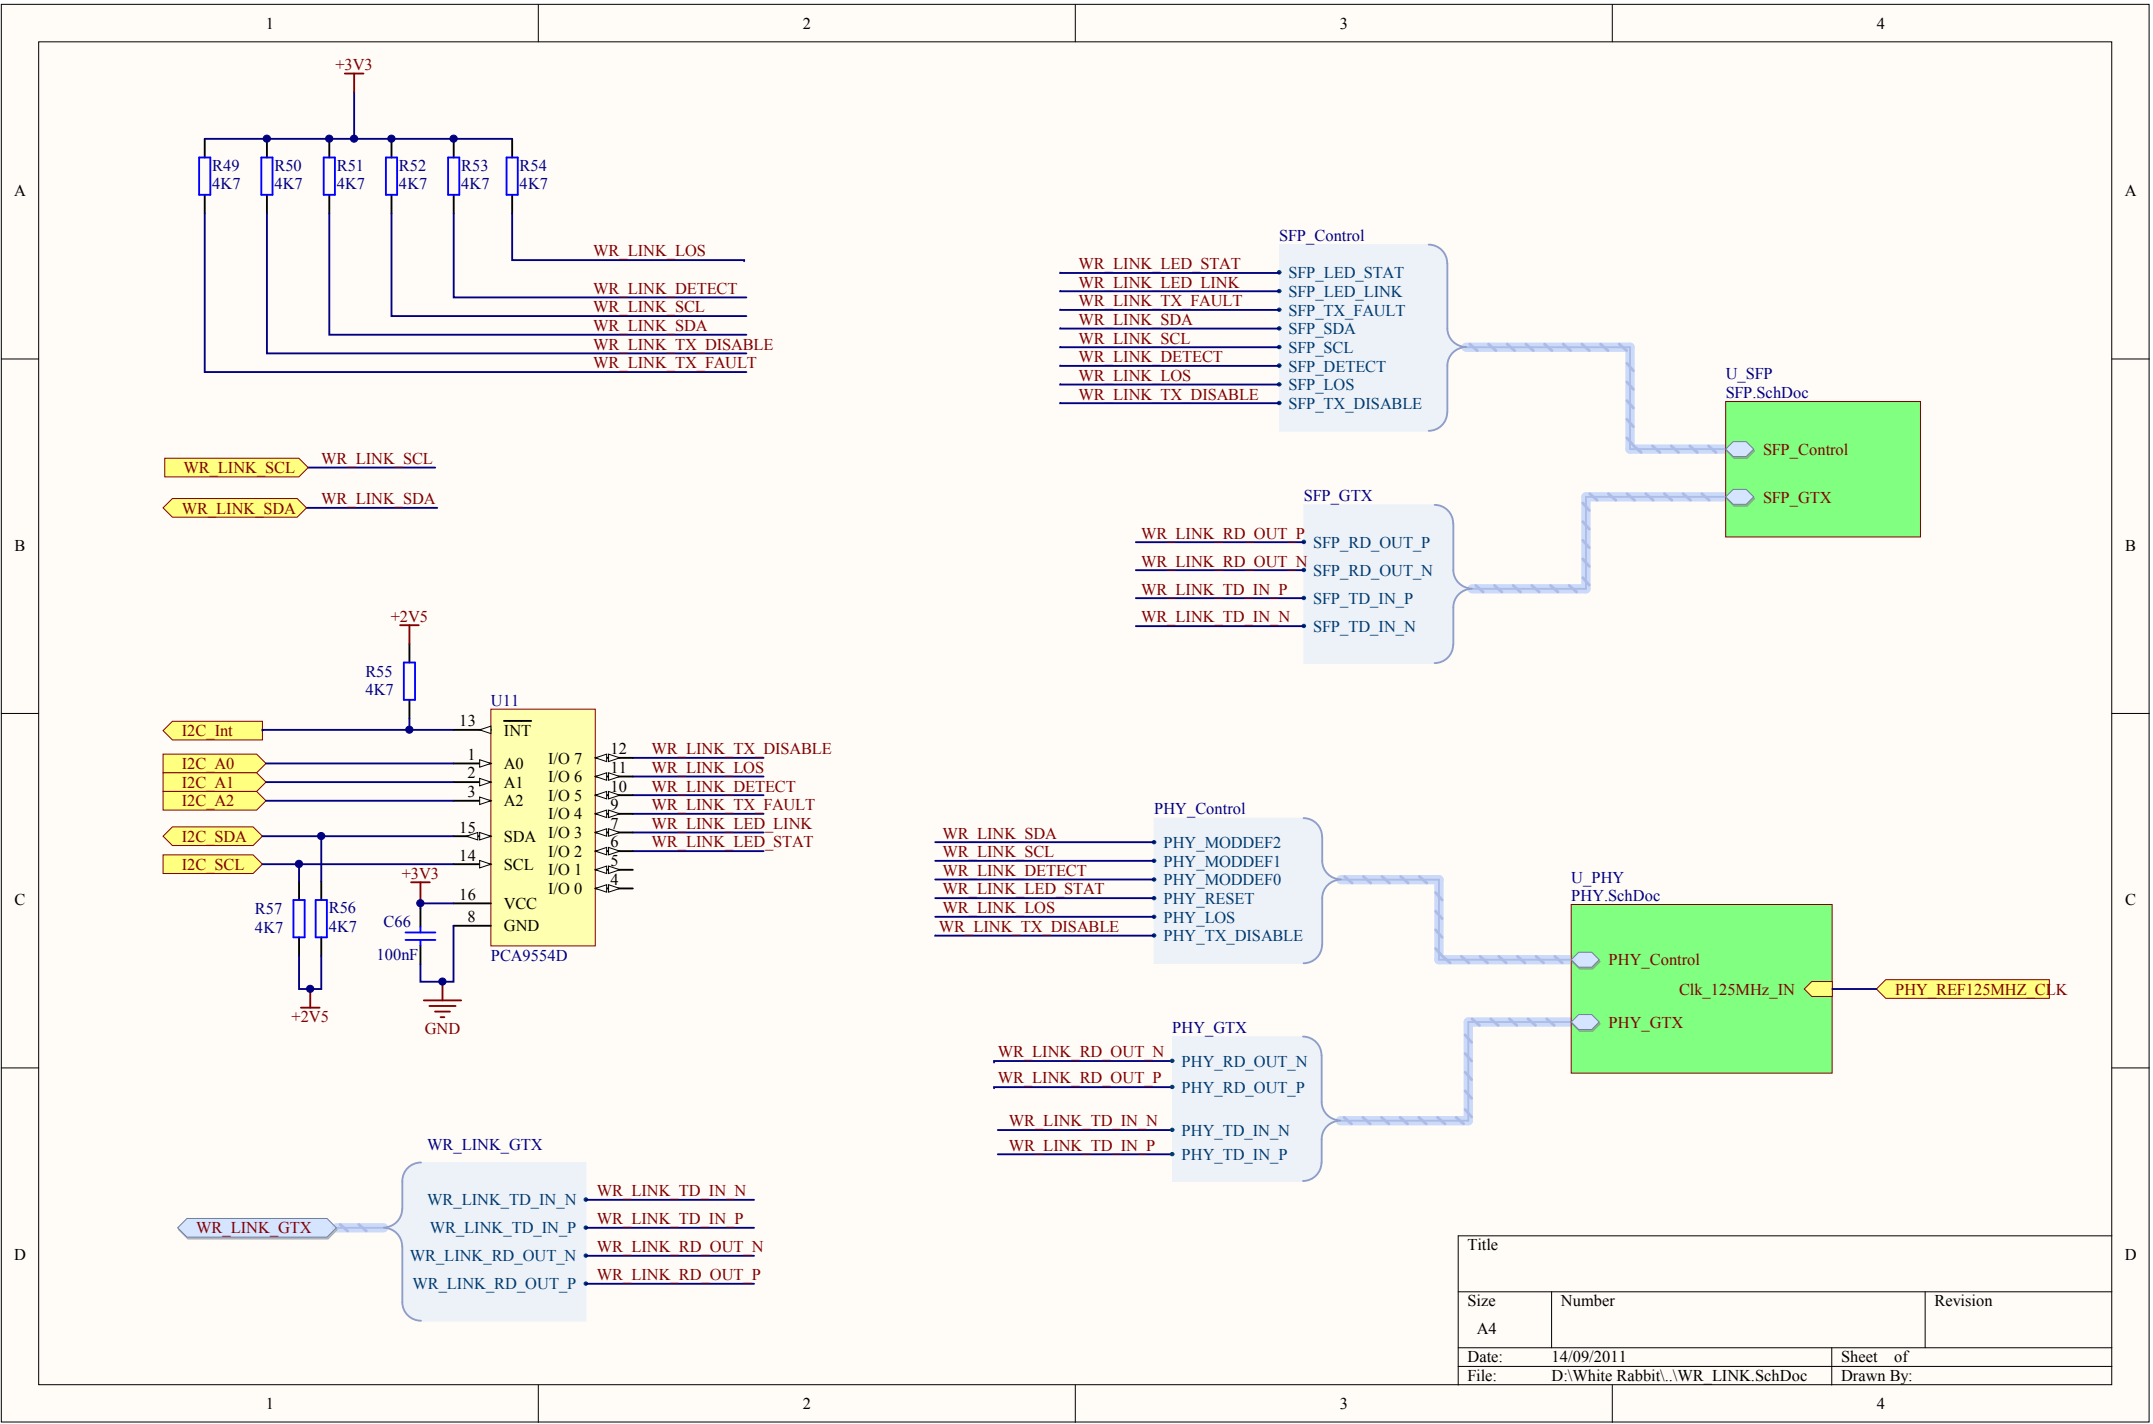 1 2 3 4
A
B
C
D
A
B
C
D
+3V3
R49
4K7
R50
4K7
R51
4K7
R52
4K7
R53
4K7
R54
4K7
WR_LINK_LOS
WR_LINK_DETECT
WR_LINK_SCL
WR_LINK_SDA
WR_LINK_TX_DISABLE
WR_LINK_TX_FAULT
WR_LINK_SCL WR_LINK_SCL
WR_LINK_SDA WR_LINK_SDA
+2V5
R55
4K7
U11
I2C_Int 13 INT
I2C_A0 1 A0
I2C_A1 2 A1
I2C_A2 3 A2
I2C_SDA 15 SDA
I2C_SCL 14 SCL
+3V3
16 VCC
8 GND
I/O 7 12 WR_LINK_TX_DISABLE
I/O 6 11 WR_LINK_LOS
I/O 5 10 WR_LINK_DETECT
I/O 4 9 WR_LINK_TX_FAULT
I/O 3 7 WR_LINK_LED_LINK
I/O 2 6 WR_LINK_LED_STAT
I/O 1 5
I/O 0 4
PCA9554D
R57
4K7
R56
4K7
C66
100nF
+2V5
GND
WR_LINK_GTX
WR_LINK_GTX
WR_LINK_TD_IN_N WR_LINK_TD_IN_N
WR_LINK_TD_IN_P WR_LINK_TD_IN_P
WR_LINK_RD_OUT_N WR_LINK_RD_OUT_N
WR_LINK_RD_OUT_P WR_LINK_RD_OUT_P
SFP_Control
WR_LINK_LED_STAT SFP_LED_STAT
WR_LINK_LED_LINK SFP_LED_LINK
WR_LINK_TX_FAULT SFP_TX_FAULT
WR_LINK_SDA SFP_SDA
WR_LINK_SCL SFP_SCL
WR_LINK_DETECT SFP_DETECT
WR_LINK_LOS SFP_LOS
WR_LINK_TX_DISABLE SFP_TX_DISABLE
SFP_GTX
WR_LINK_RD_OUT_P SFP_RD_OUT_P
WR_LINK_RD_OUT_N SFP_RD_OUT_N
WR_LINK_TD_IN_P SFP_TD_IN_P
WR_LINK_TD_IN_N SFP_TD_IN_N
U_SFP
SFP.SchDoc
SFP_Control
SFP_GTX
PHY_Control
WR_LINK_SDA PHY_MODDEF2
WR_LINK_SCL PHY_MODDEF1
WR_LINK_DETECT PHY_MODDEF0
WR_LINK_LED_STAT PHY_RESET
WR_LINK_LOS PHY_LOS
WR_LINK_TX_DISABLE PHY_TX_DISABLE
PHY_GTX
WR_LINK_RD_OUT_N PHY_RD_OUT_N
WR_LINK_RD_OUT_P PHY_RD_OUT_P
WR_LINK_TD_IN_N PHY_TD_IN_N
WR_LINK_TD_IN_P PHY_TD_IN_P
U_PHY
PHY.SchDoc
PHY_Control
Clk_125MHz_IN PHY_REF125MHZ_CLK
PHY_GTX
Title
Size Number Revision
A4
Date: 14/09/2011 Sheet of
File: D:\White Rabbit\..\WR_LINK.SchDoc Drawn By:
1 2 3 4